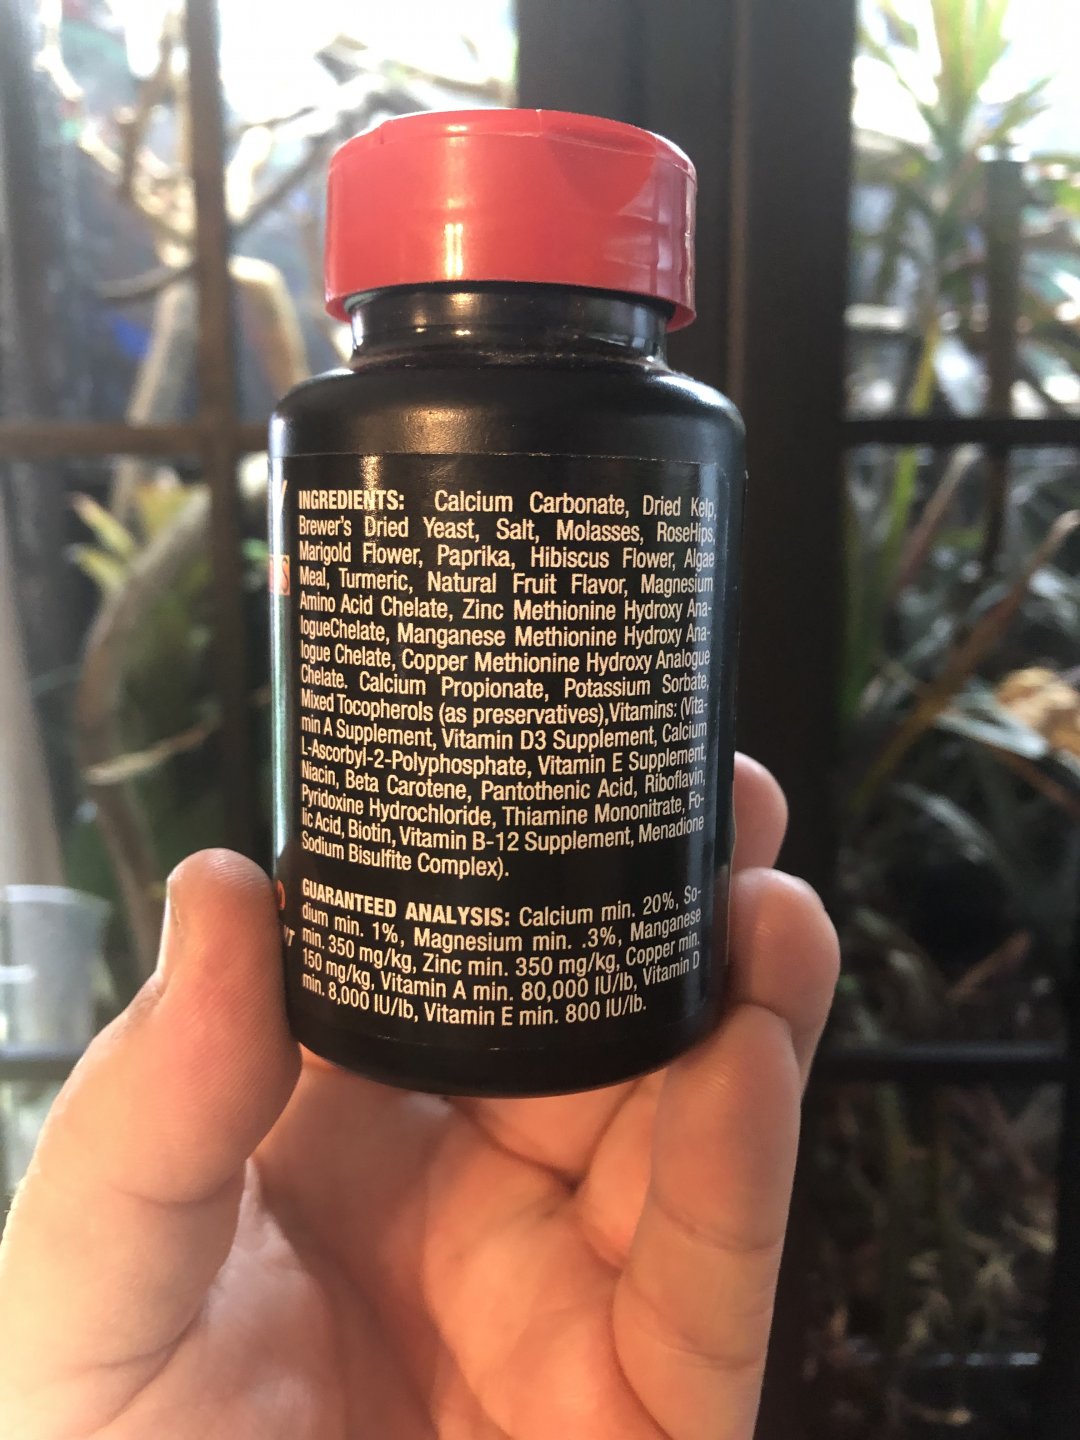 INGREDIENTS: Calcium Carbonate, Dried Kelp,
Brewer's Dried Yeast, Salt, Molasses, RoseHips,
Marigold Flower, Paprika, Hibiscus Flower, Algae
Meal, Turmeric, Natural Fruit Flavor, Magnesium
Amino Acid Chelate, Zinc Methionine Hydroxy Ana-
logueChelate, Manganese Methionine Hydroxy Ana-
logue Chelate, Copper Methionine Hydroxy Analogue
Chelate. Calcium Propionate, Potassium Sorbate,
Mixed Tocopherols (as preservatives),Vitamins: (Vita-
min A Supplement, Vitamin D3 Supplement, Calcium
L-Ascorbyl-2-Polyphosphate, Vitamin E Supplement,
Niacin, Beta Carotene, Pantothenic Acid, Riboflavin,
Pyridoxine Hydrochloride, Thiamine Mononitrate, Fo-
lic Acid, Biotin, Vitamin B-12 Supplement, Menadione
Sodium Bisulfite Complex).
GUARANTEED ANALYSIS: Calcium min. 20%, So-
dium min. 1%, Magnesium min. .3%, Manganese
min. 350 mg/kg, Zinc min. 350 mg/kg, Copper min.
150 mg/kg, Vitamin A min. 80,000 IU/lb, Vitamin D
min. 8,000 IU/lb, Vitamin E min. 800 IU/lb.